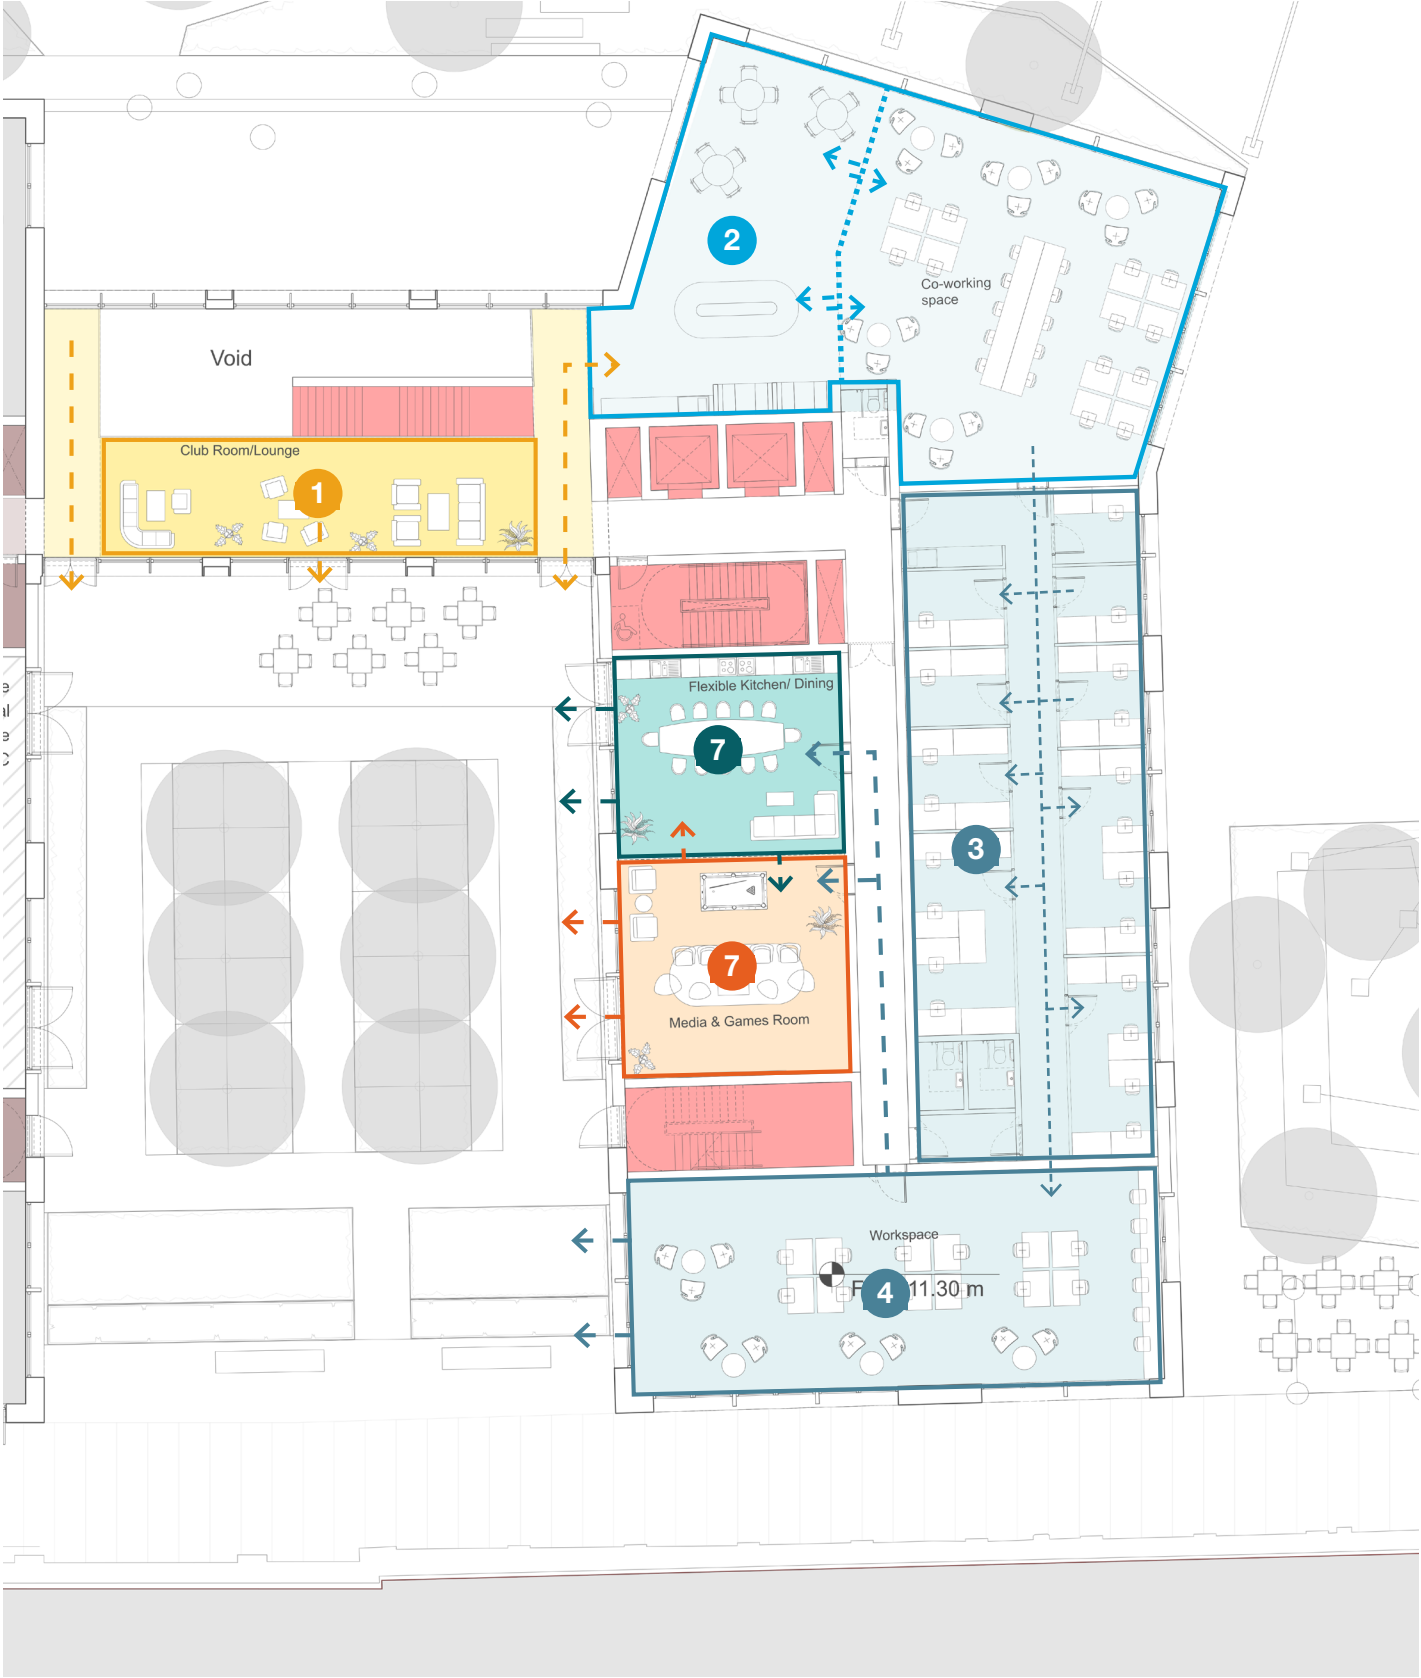 2
Co-working
space
Void
Club Room/Lounge
1
Flexible Kitchen/ Dining
7
3
7
Media & Games Room
Workspace
4
11.30 m